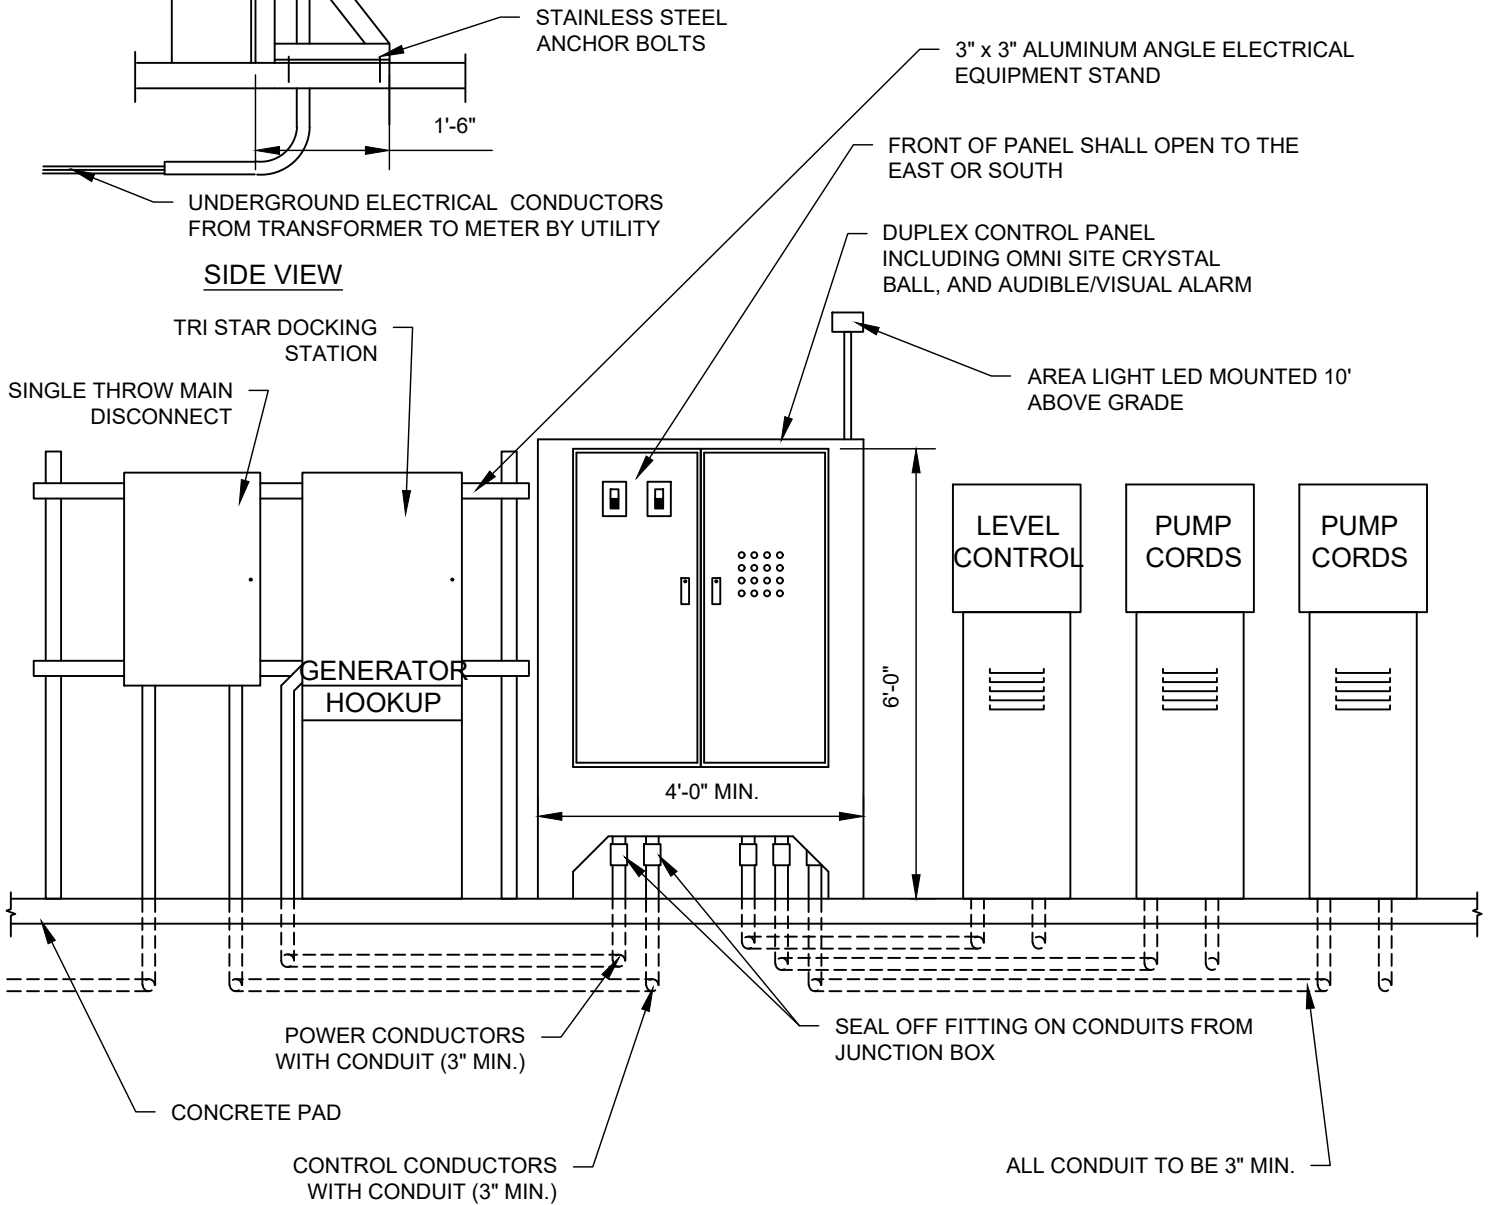 STAINLESS STEEL
ANCHOR BOLTS
3" x 3" ALUMINUM ANGLE ELECTRICAL
EQUIPMENT STAND
1'-6"
FRONT OF PANEL SHALL OPEN TO THE
EAST OR SOUTH
UNDERGROUND ELECTRICAL CONDUCTORS
FROM TRANSFORMER TO METER BY UTILITY
DUPLEX CONTROL PANEL
INCLUDING OMNI SITE CRYSTAL
BALL, AND AUDIBLE/VISUAL ALARM
SIDE VIEW
TRI STAR DOCKING
STATION
SINGLE THROW MAIN
DISCONNECT
AREA LIGHT LED MOUNTED 10'
ABOVE GRADE
LEVEL
CONTROL
PUMP
CORDS
PUMP
CORDS
GENERATOR
HOOKUP
6'-0"
4'-0" MIN.
POWER CONDUCTORS
WITH CONDUIT (3" MIN.)
SEAL OFF FITTING ON CONDUITS FROM
JUNCTION BOX
CONCRETE PAD
CONTROL CONDUCTORS
WITH CONDUIT (3" MIN.)
ALL CONDUIT TO BE 3" MIN.